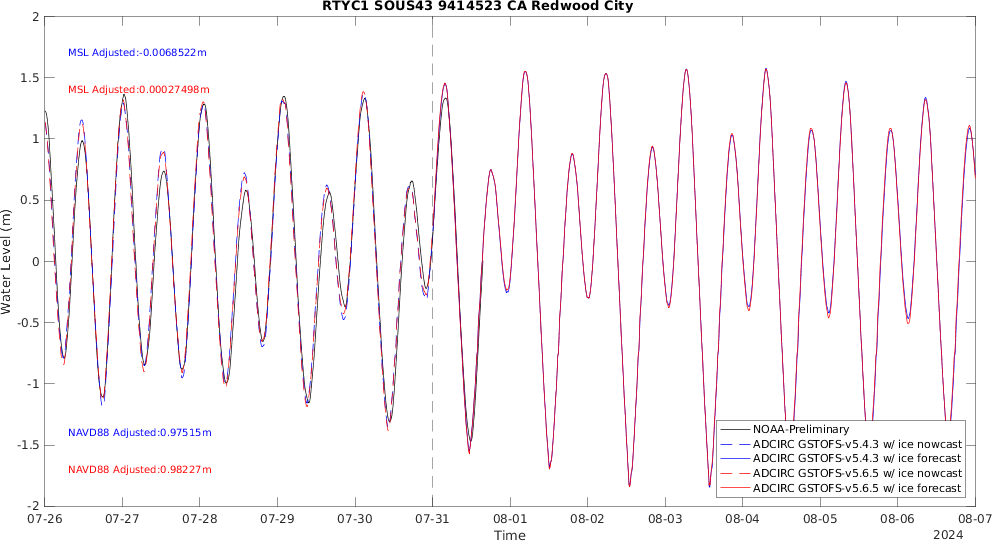 RTYC1 SOUS43 9414523 CA Redwood City
2
1.5
1
0.5
0
-0.5
-1
-1.5
-2
Water Level (m)
MSL Adjusted:-0.0068522m
MSL Adjusted:0.00027498m
NAVD88 Adjusted:0.97515m
NAVD88 Adjusted:0.98227m
NOAA-Preliminary
ADCIRC GSTOFS-v5.4.3 w/ ice nowcast
ADCIRC GSTOFS-v5.4.3 w/ ice forecast
ADCIRC GSTOFS-v5.6.5 w/ ice nowcast
ADCIRC GSTOFS-v5.6.5 w/ ice forecast
07-26 07-27 07-28 07-29 07-30 07-31 08-01 08-02 08-03 08-04 08-05 08-06 08-07
Time
2024